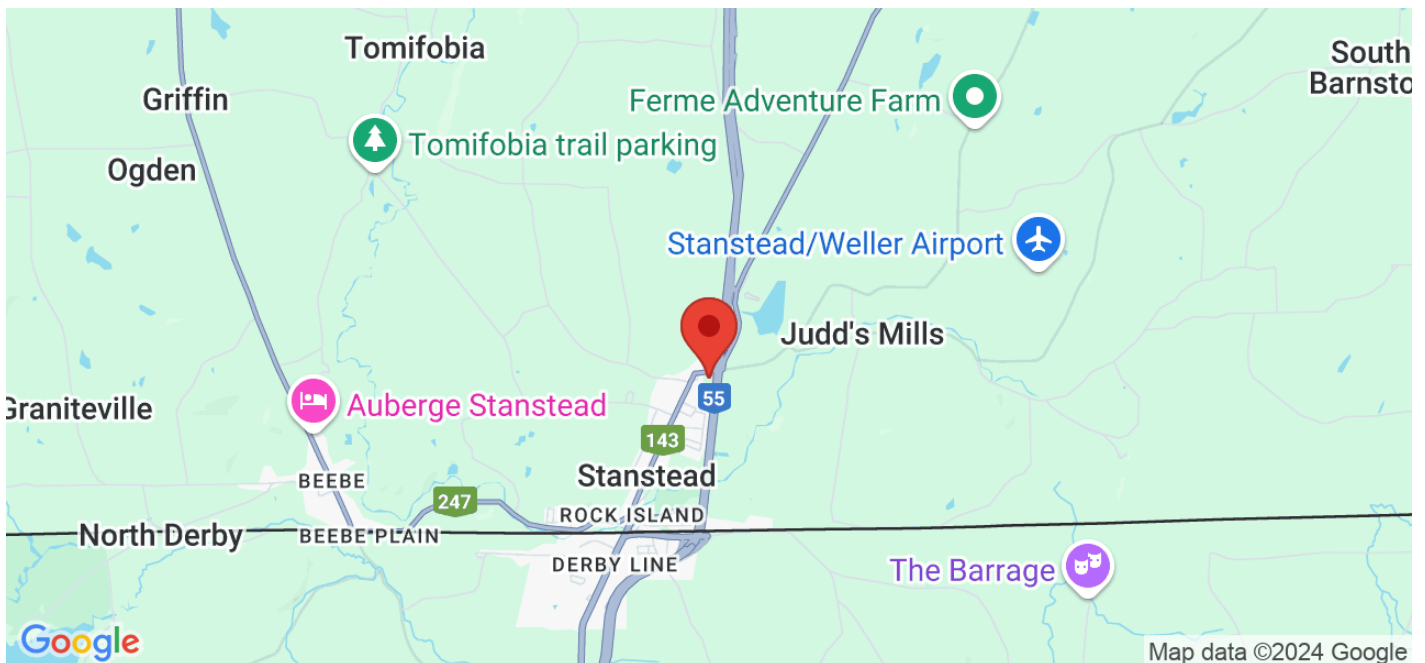 Tomifobia
South
Barnsto
Griffin
Ferme Adventure Farm
Tomifobia trail parking
Ogden
Stanstead/Weller Airport
Judd's Mills
55
Graniteville
Auberge Stanstead
143
Stanstead
BEEBE
247
ROCK ISLAND
North Derby
BEEBE PLAIN
DERBY LINE
The Barrage
Google
Map data ©2024 Google